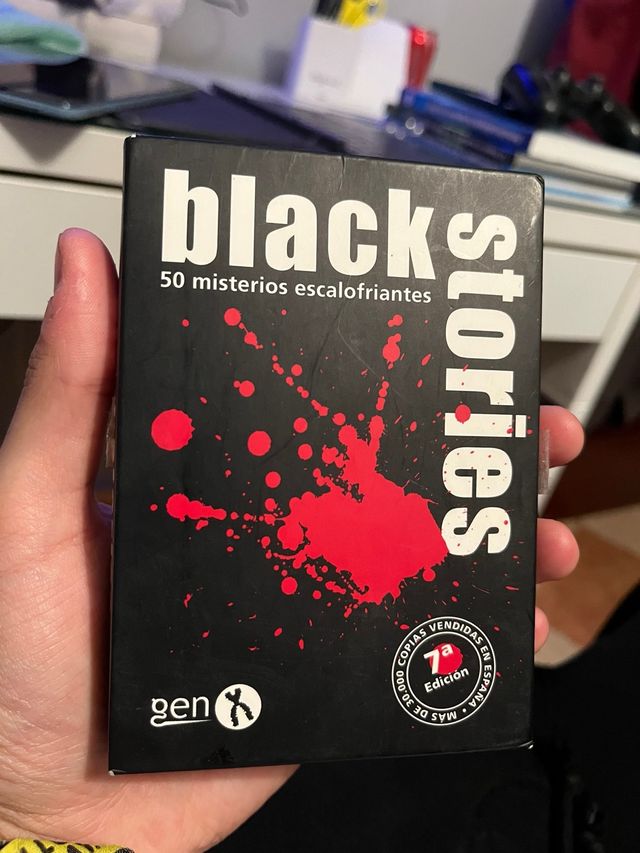 black
stories
50 misterios escalofriantes
gen X
7ª
Edición
MÁS DE 30.000 COPIAS VENDIDAS EN ESPAÑA •